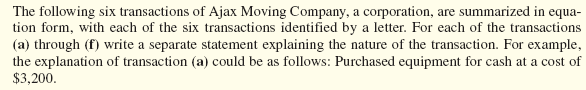 The following six transactions of Ajax Moving Company, a corporation, are summarized in equa-
tion form, with each of the six transactions identified by a letter. For each of the transactions
(a) through (f) write a separate statement explaining the nature of the transaction. For example,
the explanation of transaction (a) could be as follows: Purchased equipment for cash at a cost of
$3,200.